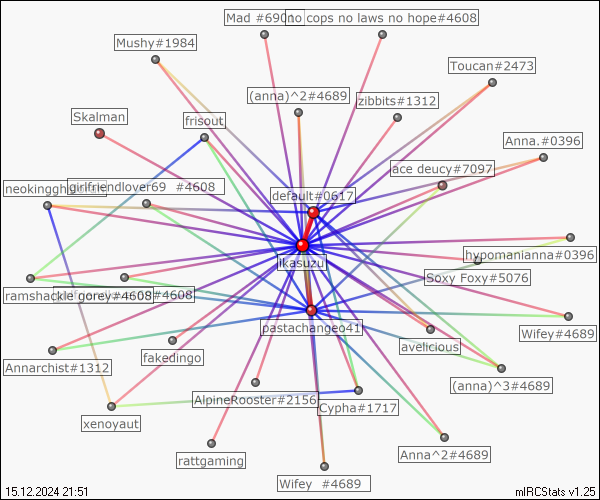 Mad #690
no cops no laws no hope#4608
Mushy#1984
Toucan#2473
(anna)^2#4689
zibbits#1312
Skalman
frisout
Anna.#0396
ace deucy#7097
neokingghidorah
girlfriendlover69 #4608
default#0617
ikasuzu
hypomanianna#0396
Soxy Foxy#5076
ramshackle
gorey#4608
#4608
pastachangeo41
Wifey#4689
avelicious
fakedingo
Annarchist#1312
(anna)^3#4689
AlpineRooster#2156
Cypha#1717
xenoyaut
Anna^2#4689
rattgaming
Wifey #4689
15.12.2024 21:51
mIRCStats v1.25